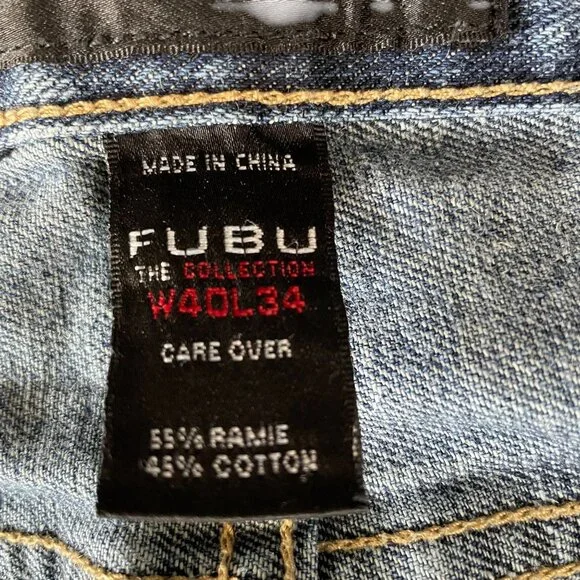 MADE IN CHINA
FUBU
THE COLLECTION
W40L34
CARE OVER
55% RAMIE
45% COTTON